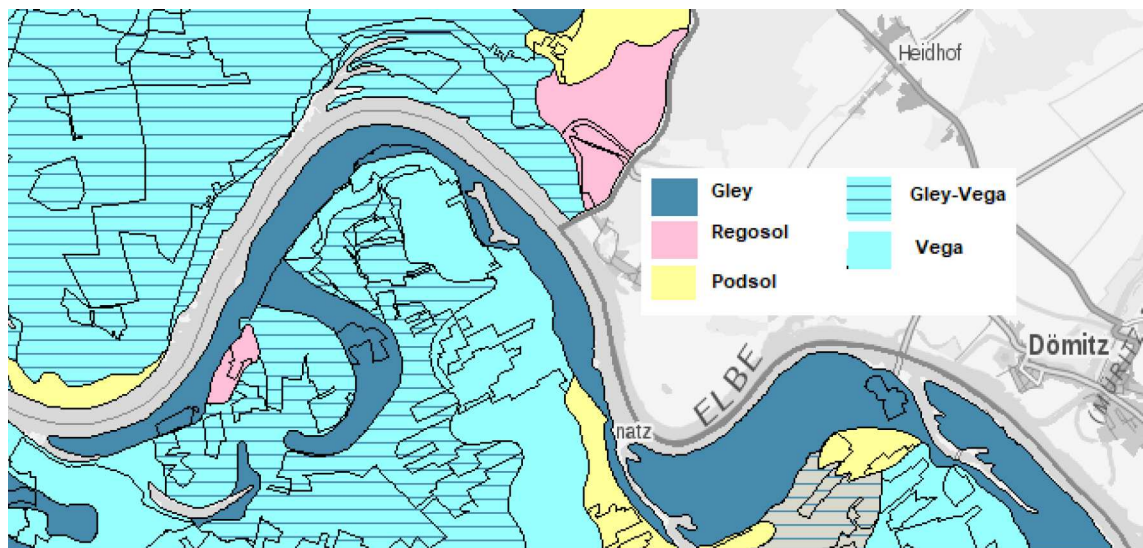 Heidhof
Gley
Gley-Vega
Regosol
Vega
Podsol
ELBE
Dömitz
natz